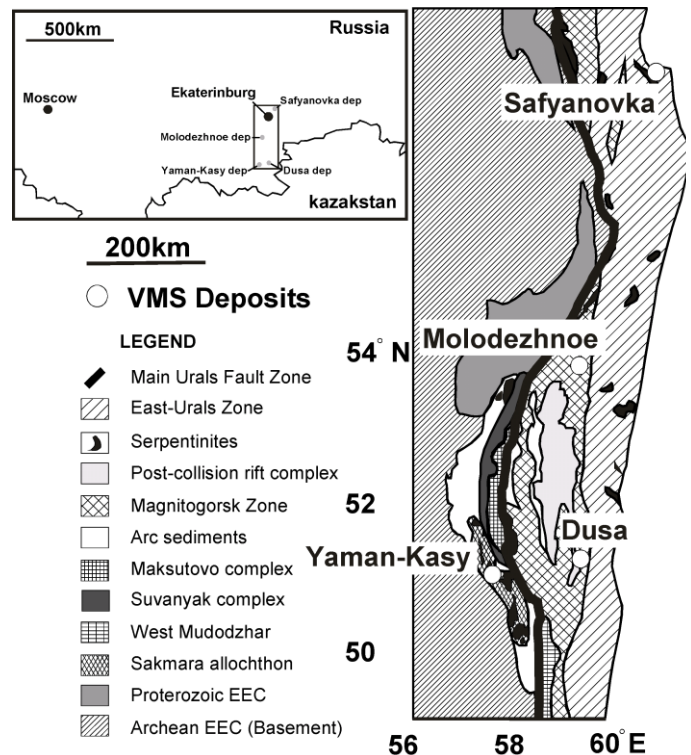 500km
Russia
Moscow
Ekaterinburg
Safyanovka dep
Molodezhnoe dep
Yaman-Kasy dep
Dusa dep
kazakstan
200km
VMS Deposits
LEGEND
Main Urals Fault Zone
East-Urals Zone
Serpentinites
Post-collision rift complex
Magnitogorsk Zone
Arc sediments
Maksutovo complex
Suvanyak complex
West Mudodzhar
Sakmara allochthon
Proterozoic EEC
Archean EEC (Basement)
Safyanovka
54° N
Molodezhnoe
52
Dusa
Yaman-Kasy
50
56 58 60°E